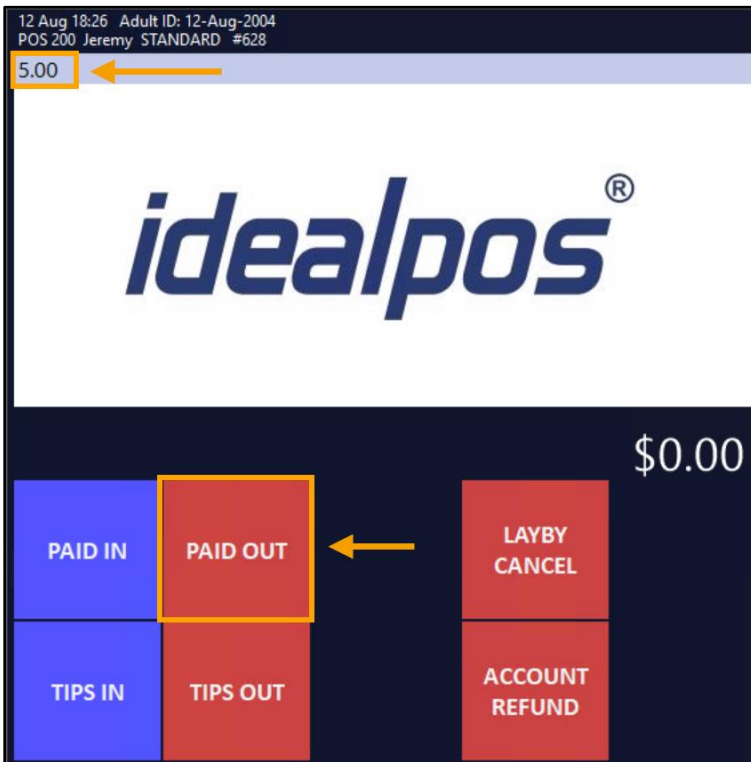 12 Aug 18:26 Adult ID: 12-Aug-2004
POS 200 Jeremy STANDARD #628
5.00
idealpos®
$0.00
PAID IN
PAID OUT
LAYBY
CANCEL
TIPS IN
TIPS OUT
ACCOUNT
REFUND